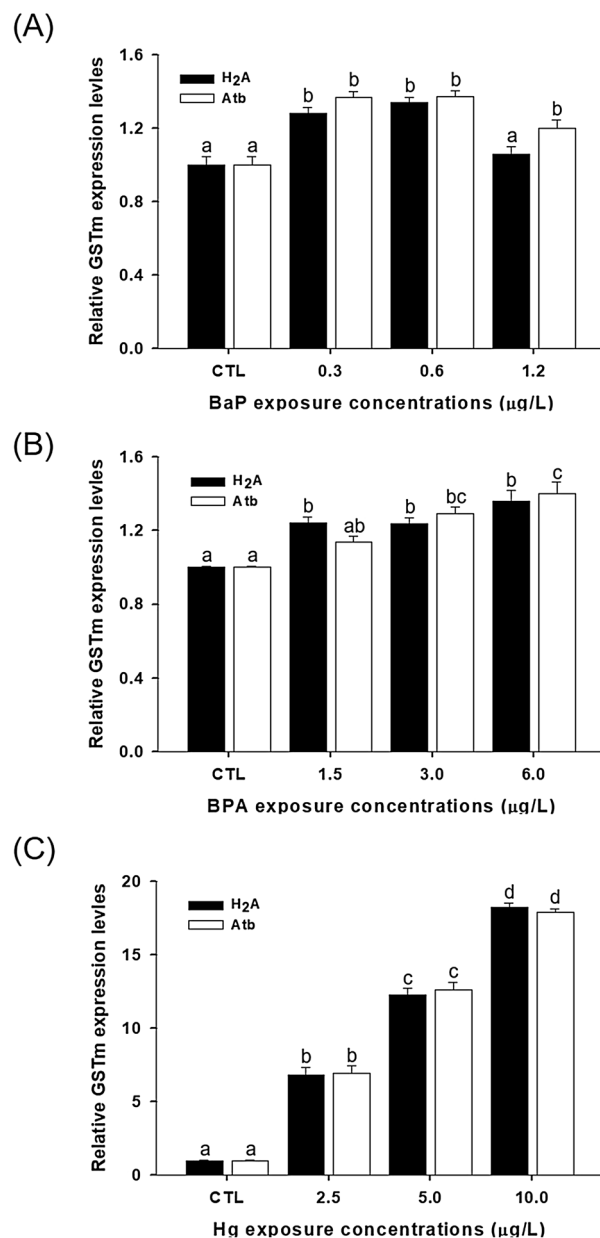 (A)
Relative GSTm expression levles
1.6
1.2
0.8
0.4
0.0
H₂A
Atb
a a
b b
b b
a b
CTL 0.3 0.6 1.2
BaP exposure concentrations (μg/L)
(B)
Relative GSTm expression levles
1.6
1.2
0.8
0.4
0.0
H₂A
Atb
a a
b ab
b bc
b c
CTL 1.5 3.0 6.0
BPA exposure concentrations (μg/L)
(C)
Relative GSTm expression levles
20
15
10
5
0
H₂A
Atb
a a
b b
c c
d d
CTL 2.5 5.0 10.0
Hg exposure concentrations (μg/L)